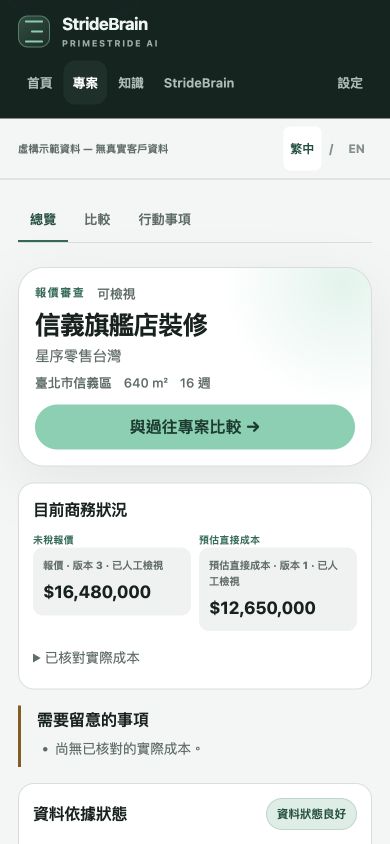 StrideBrain
PRIMESTRIDE AI
首頁 專案 知識 StrideBrain 設定
虛構示範資料 — 無真實客戶資料 繁中 / EN
總覽 比較 行動事項
報價審查 可檢視
信義旗艦店裝修
星序零售台灣
臺北市信義區 640 m² 16 週
與過往專案比較 →
目前商務狀況
未稅報價
報價 · 版本 3 · 已人工檢視
$16,480,000
預估直接成本
預估直接成本 · 版本 1 · 已人
工檢視
$12,650,000
▶ 已核對實際成本
需要留意的事項
• 尚無已核對的實際成本。
資料依據狀態 資料狀態良好